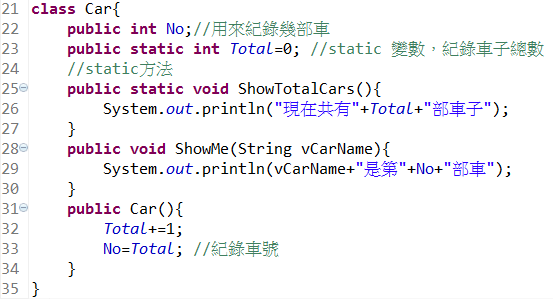 21 class Car{
22     public int No;//用來紀錄幾部車
23     public static int Total=0; //static 變數，紀錄車子總數
24     //static方法
25     public static void ShowTotalCars(){
26         System.out.println("現在共有"+Total+"部車子");
27     }
28     public void ShowMe(String vCarName){
29         System.out.println(vCarName+"是第"+No+"部車");
30     }
31     public Car(){
32         Total+=1;
33         No=Total; //紀錄車號
34     }
35 }